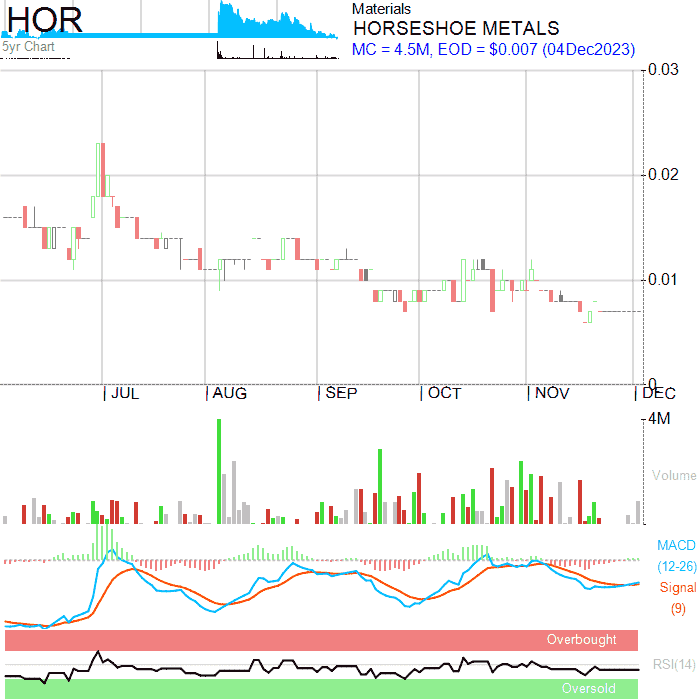 HOR
5yr Chart
Materials
HORSESHOE METALS
MC = 4.5M, EOD = $0.007 (04Dec2023)
0.03
0.02
0.01
0
JUL
AUG
SEP
OCT
NOV
DEC
4M
Volume
MACD
(12-26)
Signal
(9)
Overbought
RSI(14)
Oversold